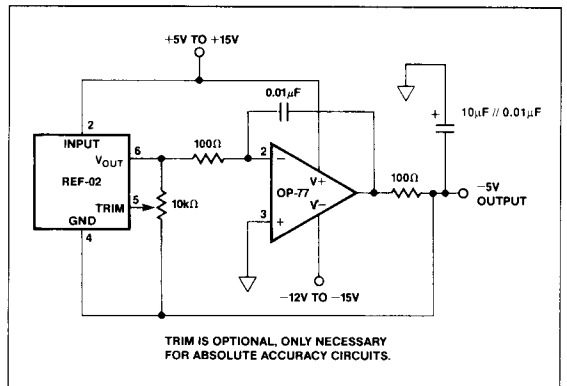 +5V TO +15V
0.01µF
10µF // 0.01µF
+
2
INPUT
VOUT
6
100Ω
2
−
V+
100Ω
−5V
OUTPUT
REF-02
5
TRIM
10kΩ
OP-77
V−
3
+
GND
4
−12V TO −15V
TRIM IS OPTIONAL, ONLY NECESSARY
FOR ABSOLUTE ACCURACY CIRCUITS.